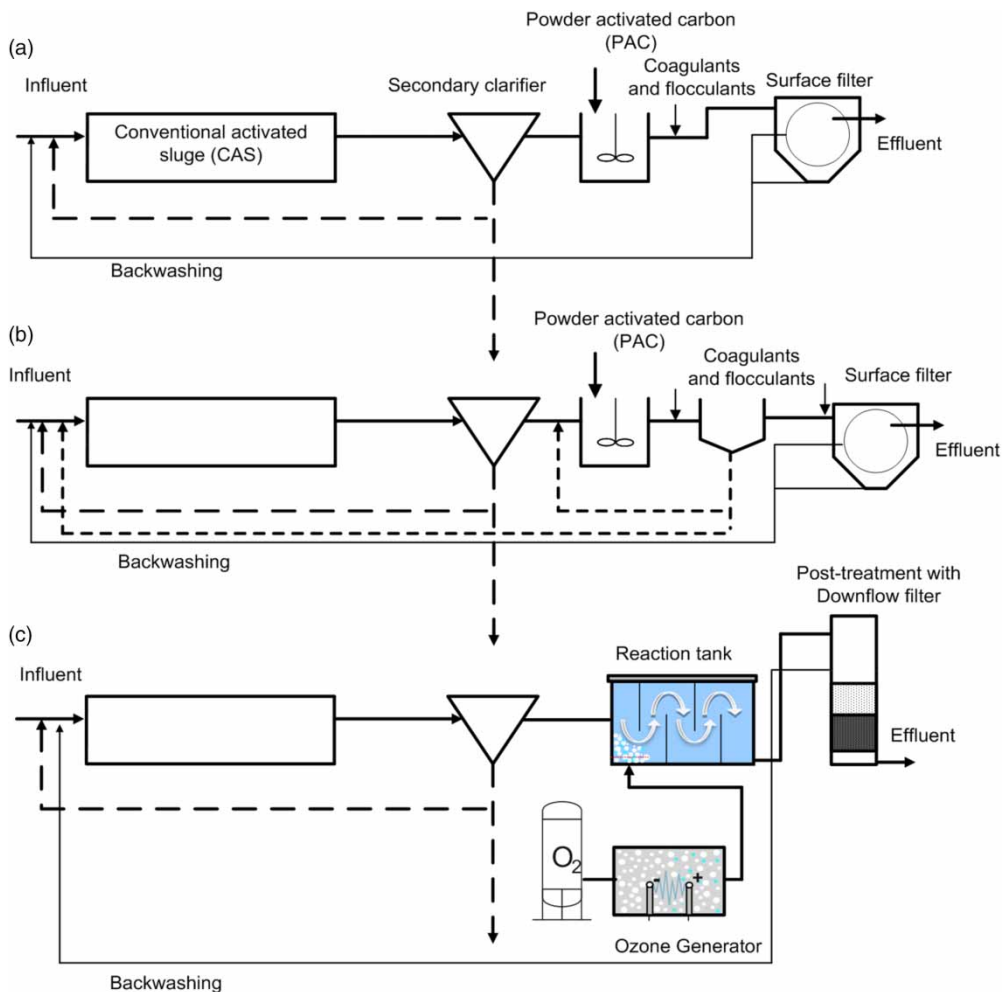 (a)
Powder activated carbon
(PAC)
Influent
Secondary clarifier
Coagulants
and flocculants
Surface filter
Conventional activated
sluge (CAS)
Effluent
Backwashing
(b)
Powder activated carbon
(PAC)
Influent
Coagulants
and flocculants
Surface filter
Effluent
Backwashing
Post-treatment with
Downflow filter
(c)
Influent
Reaction tank
Effluent
O2
- +
Ozone Generator
Backwashing